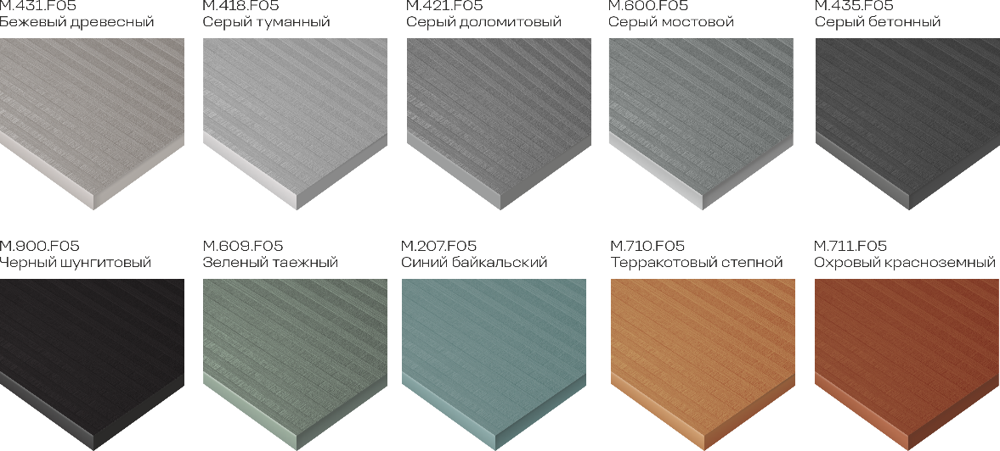 M.431.F05
Бежевый древесный
M.418.F05
Серый туманный
M.421.F05
Серый доломитовый
M.600.F05
Серый мостовой
M.435.F05
Серый бетонный
M.900.F05
Черный шунгитовый
M.609.F05
Зеленый таежный
M.207.F05
Синий байкальский
M.710.F05
Терракотовый степной
M.711.F05
Охровый красноземный